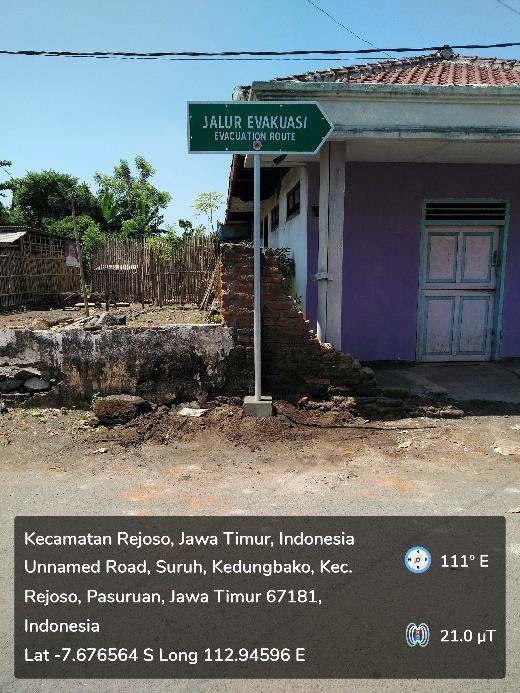 JALUR EVAKUASI
EVACUATION ROUTE
Kecamatan Rejoso, Jawa Timur, Indonesia
Unnamed Road, Suruh, Kedungbako, Kec.
Rejoso, Pasuruan, Jawa Timur 67181,
Indonesia
Lat -7.676564 S Long 112.94596 E
111° E
21.0 µT